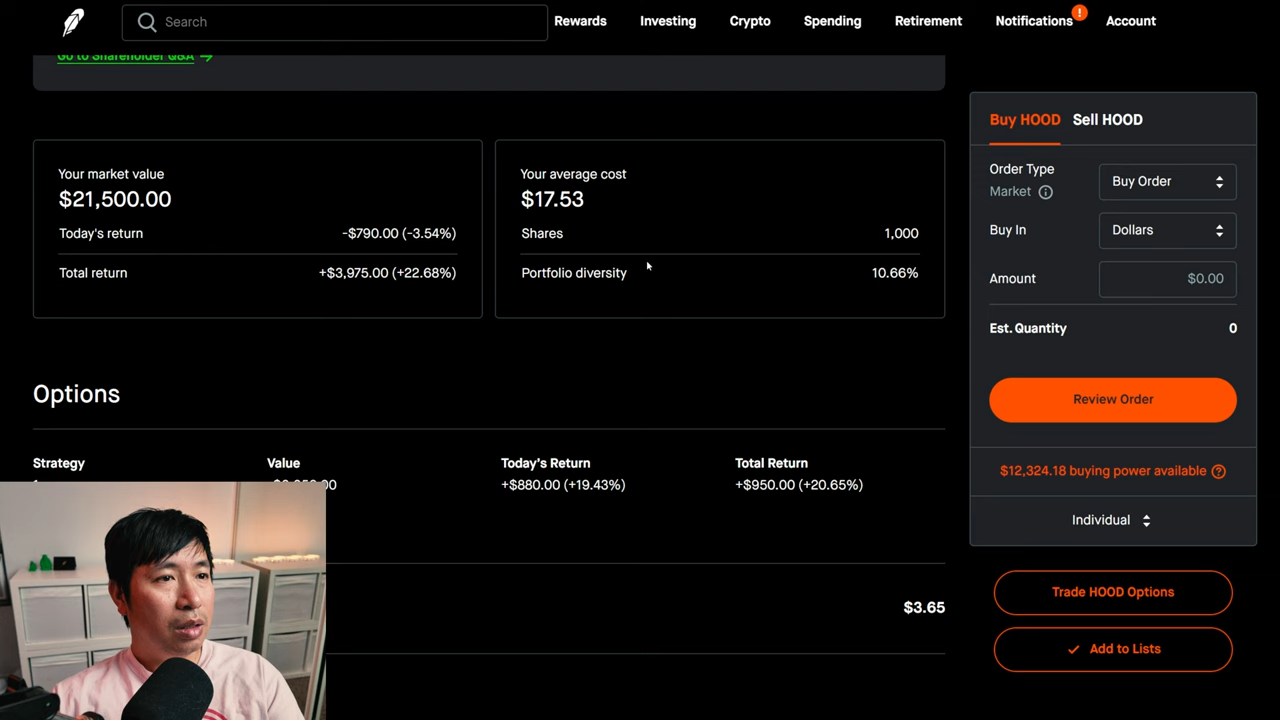 Search
Rewards
Investing
Crypto
Spending
Retirement
Notifications
!
Account
Go to Shareholder Q&A →
Your market value
$21,500.00
Today's return -$790.00 (-3.54%)
Total return +$3,975.00 (+22.68%)
Your average cost
$17.53
Shares 1,000
Portfolio diversity 10.66%
Buy HOOD Sell HOOD
Order Type
Market
Buy Order
Buy In Dollars
Amount $0.00
Est. Quantity 0
Review Order
$12,324.18 buying power available
Individual
Trade HOOD Options
Add to Lists
Options
Strategy Value Today's Return Total Return
+$880.00 (+19.43%) +$950.00 (+20.65%)
$3.65